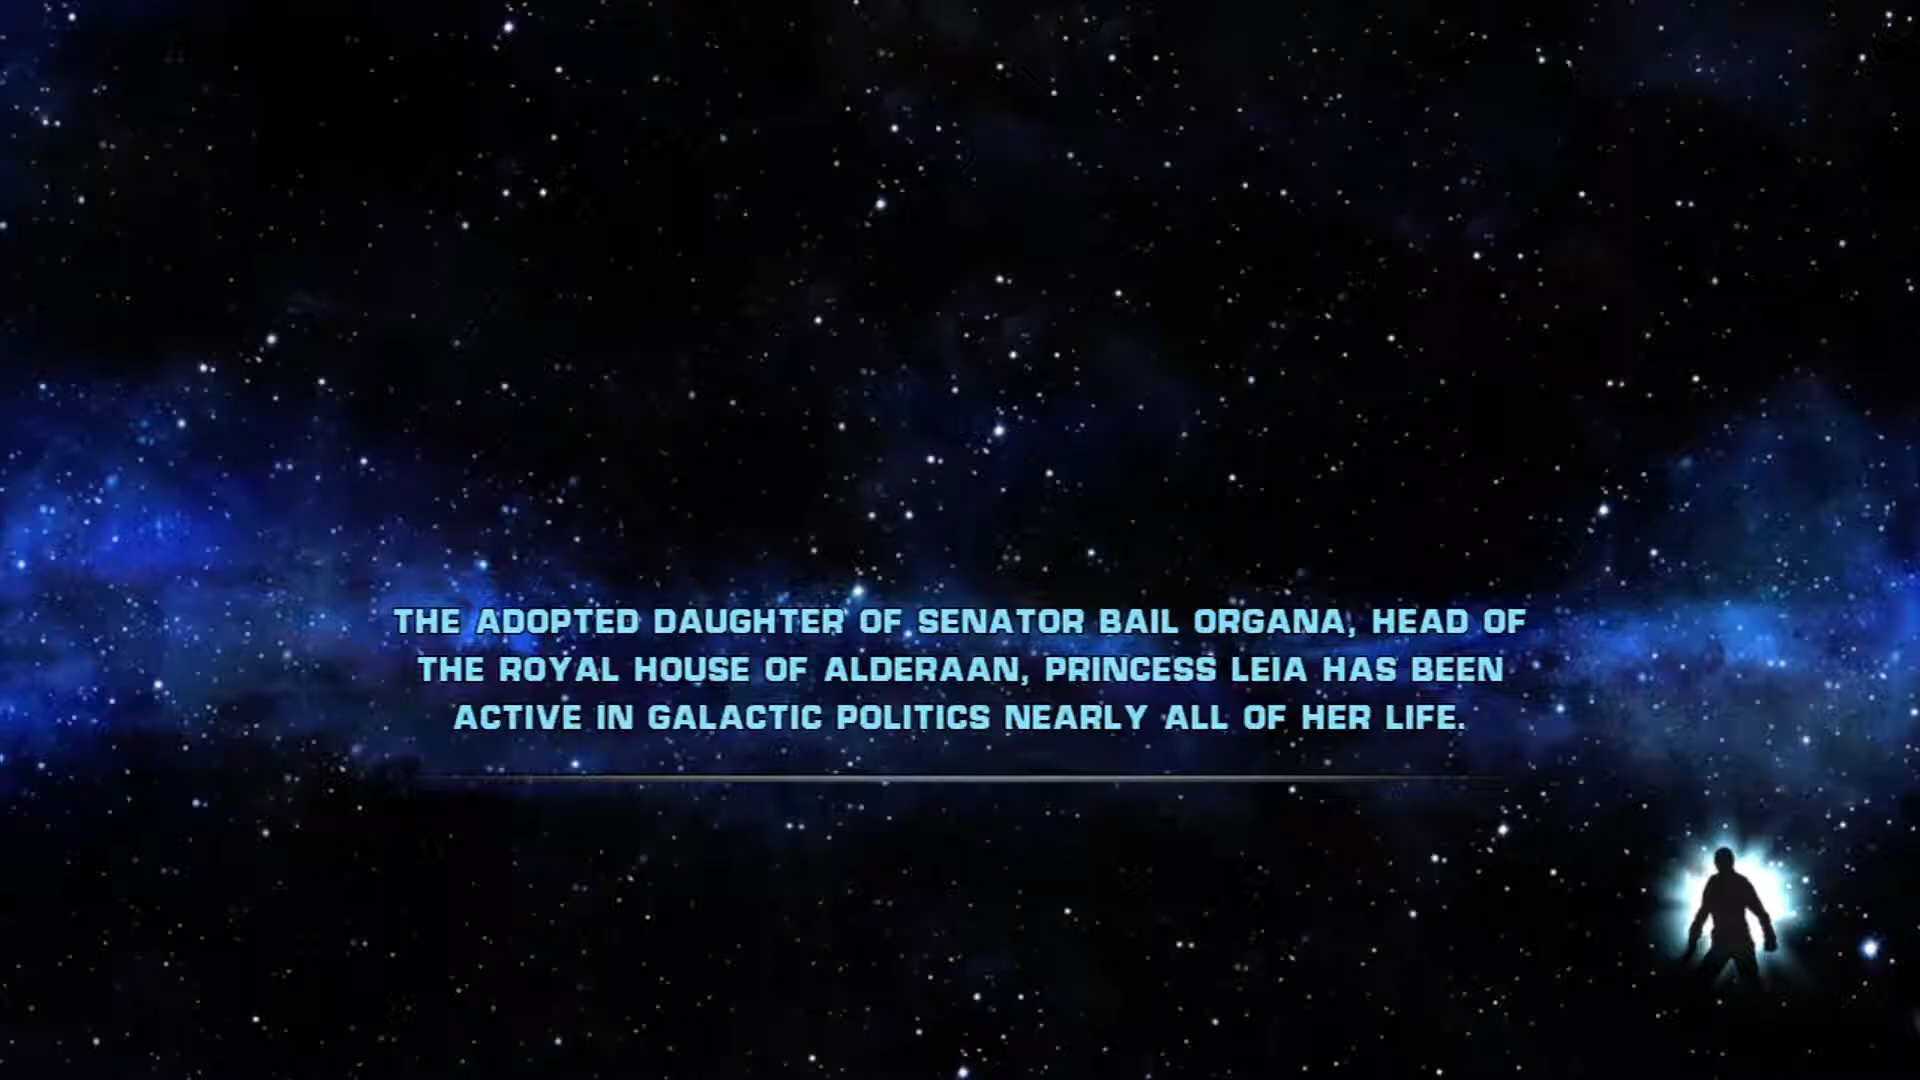 THE ADOPTED DAUGHTER OF SENATOR BAIL ORGANA, HEAD OF
THE ROYAL HOUSE OF ALDERAAN, PRINCESS LEIA HAS BEEN
ACTIVE IN GALACTIC POLITICS NEARLY ALL OF HER LIFE.